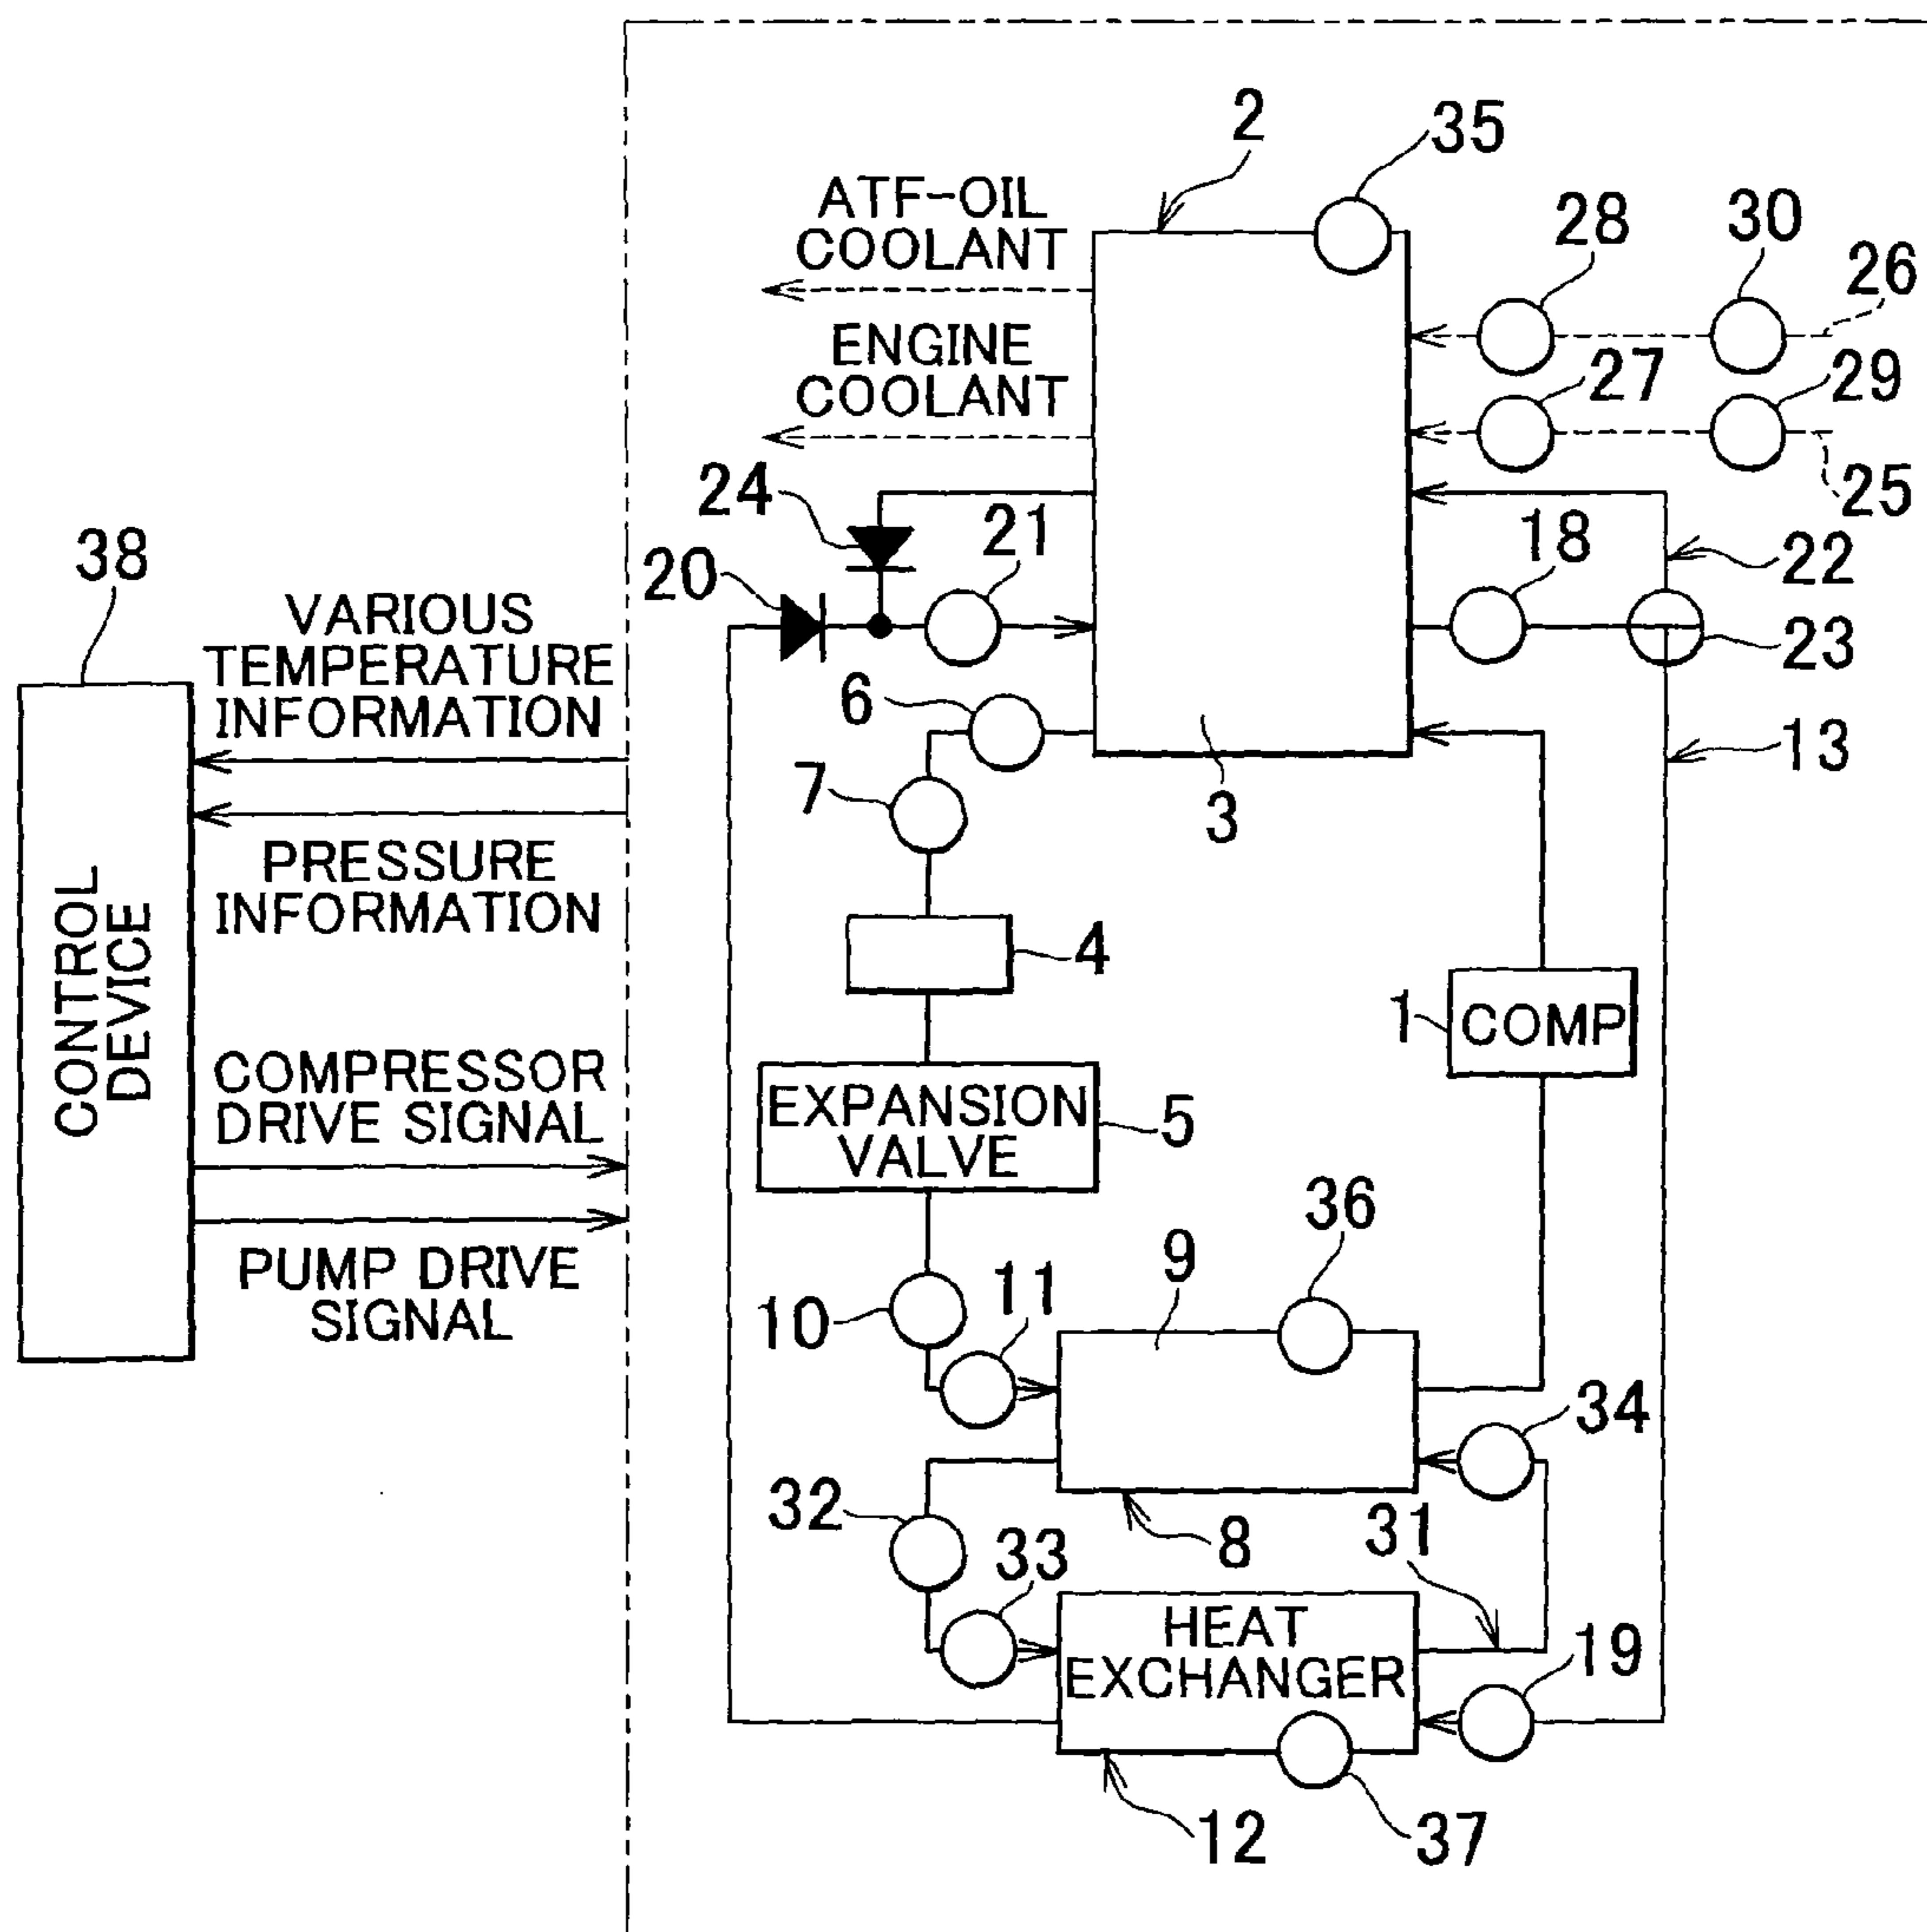 2
35
ATF-OIL
COOLANT
28
30
26
ENGINE
COOLANT
27
29
24
21
25
18
38
20
22
VARIOUS
TEMPERATURE
INFORMATION
23
6
13
7
3
PRESSURE
INFORMATION
CONTROL
DEVICE
4
1
COMP
COMPRESSOR
DRIVE SIGNAL
EXPANSION
VALVE
5
36
9
PUMP DRIVE
SIGNAL
10
11
34
32
31
33
8
HEAT
EXCHANGER
19
12
37